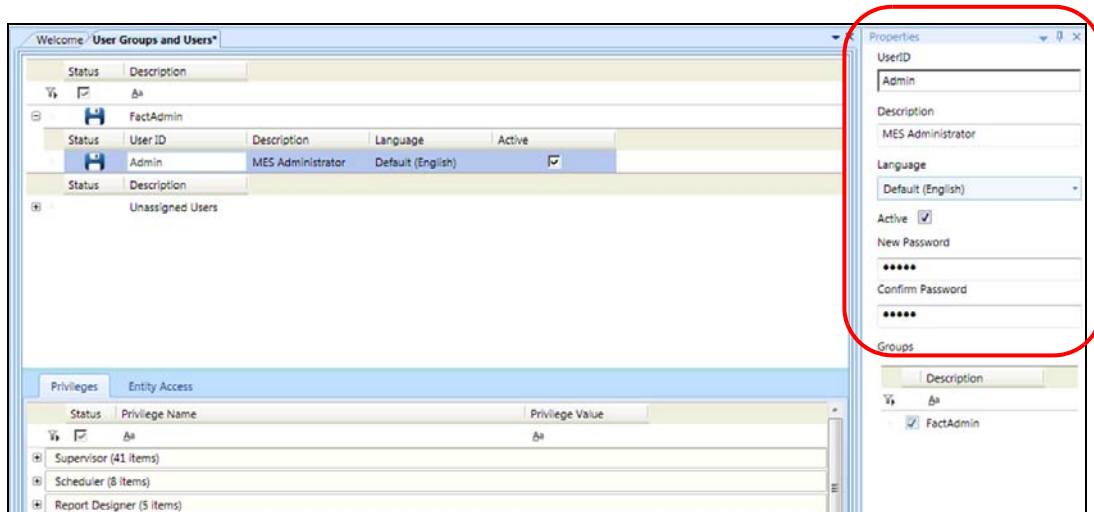 Welcome User Groups and Users*
Status Description
Aa
FactAdmin
Status User ID Description Language Active
Admin MES Administrator Default (English)
Status Description
Unassigned Users
Privileges Entity Access
Status Privilege Name Privilege Value
Aa Aa
Supervisor (41 items)
Scheduler (8 items)
Report Designer (5 items)
Properties
UserID
Admin
Description
MES Administrator
Language
Default (English)
Active
New Password
•••••
Confirm Password
•••••
Groups
Description
Aa
FactAdmin